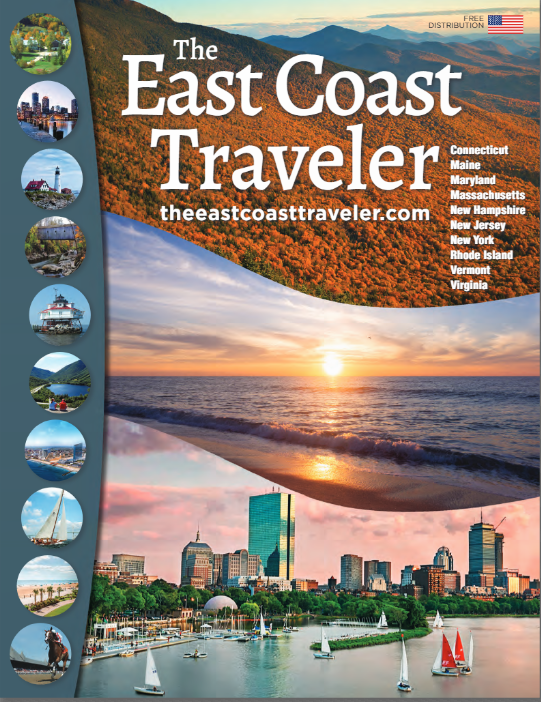 FREE
DISTRIBUTION
The
East Coast
Traveler
theeastcoasttraveler.com
Connecticut
Maine
Maryland
Massachusetts
New Hampshire
New Jersey
New York
Rhode Island
Vermont
Virginia